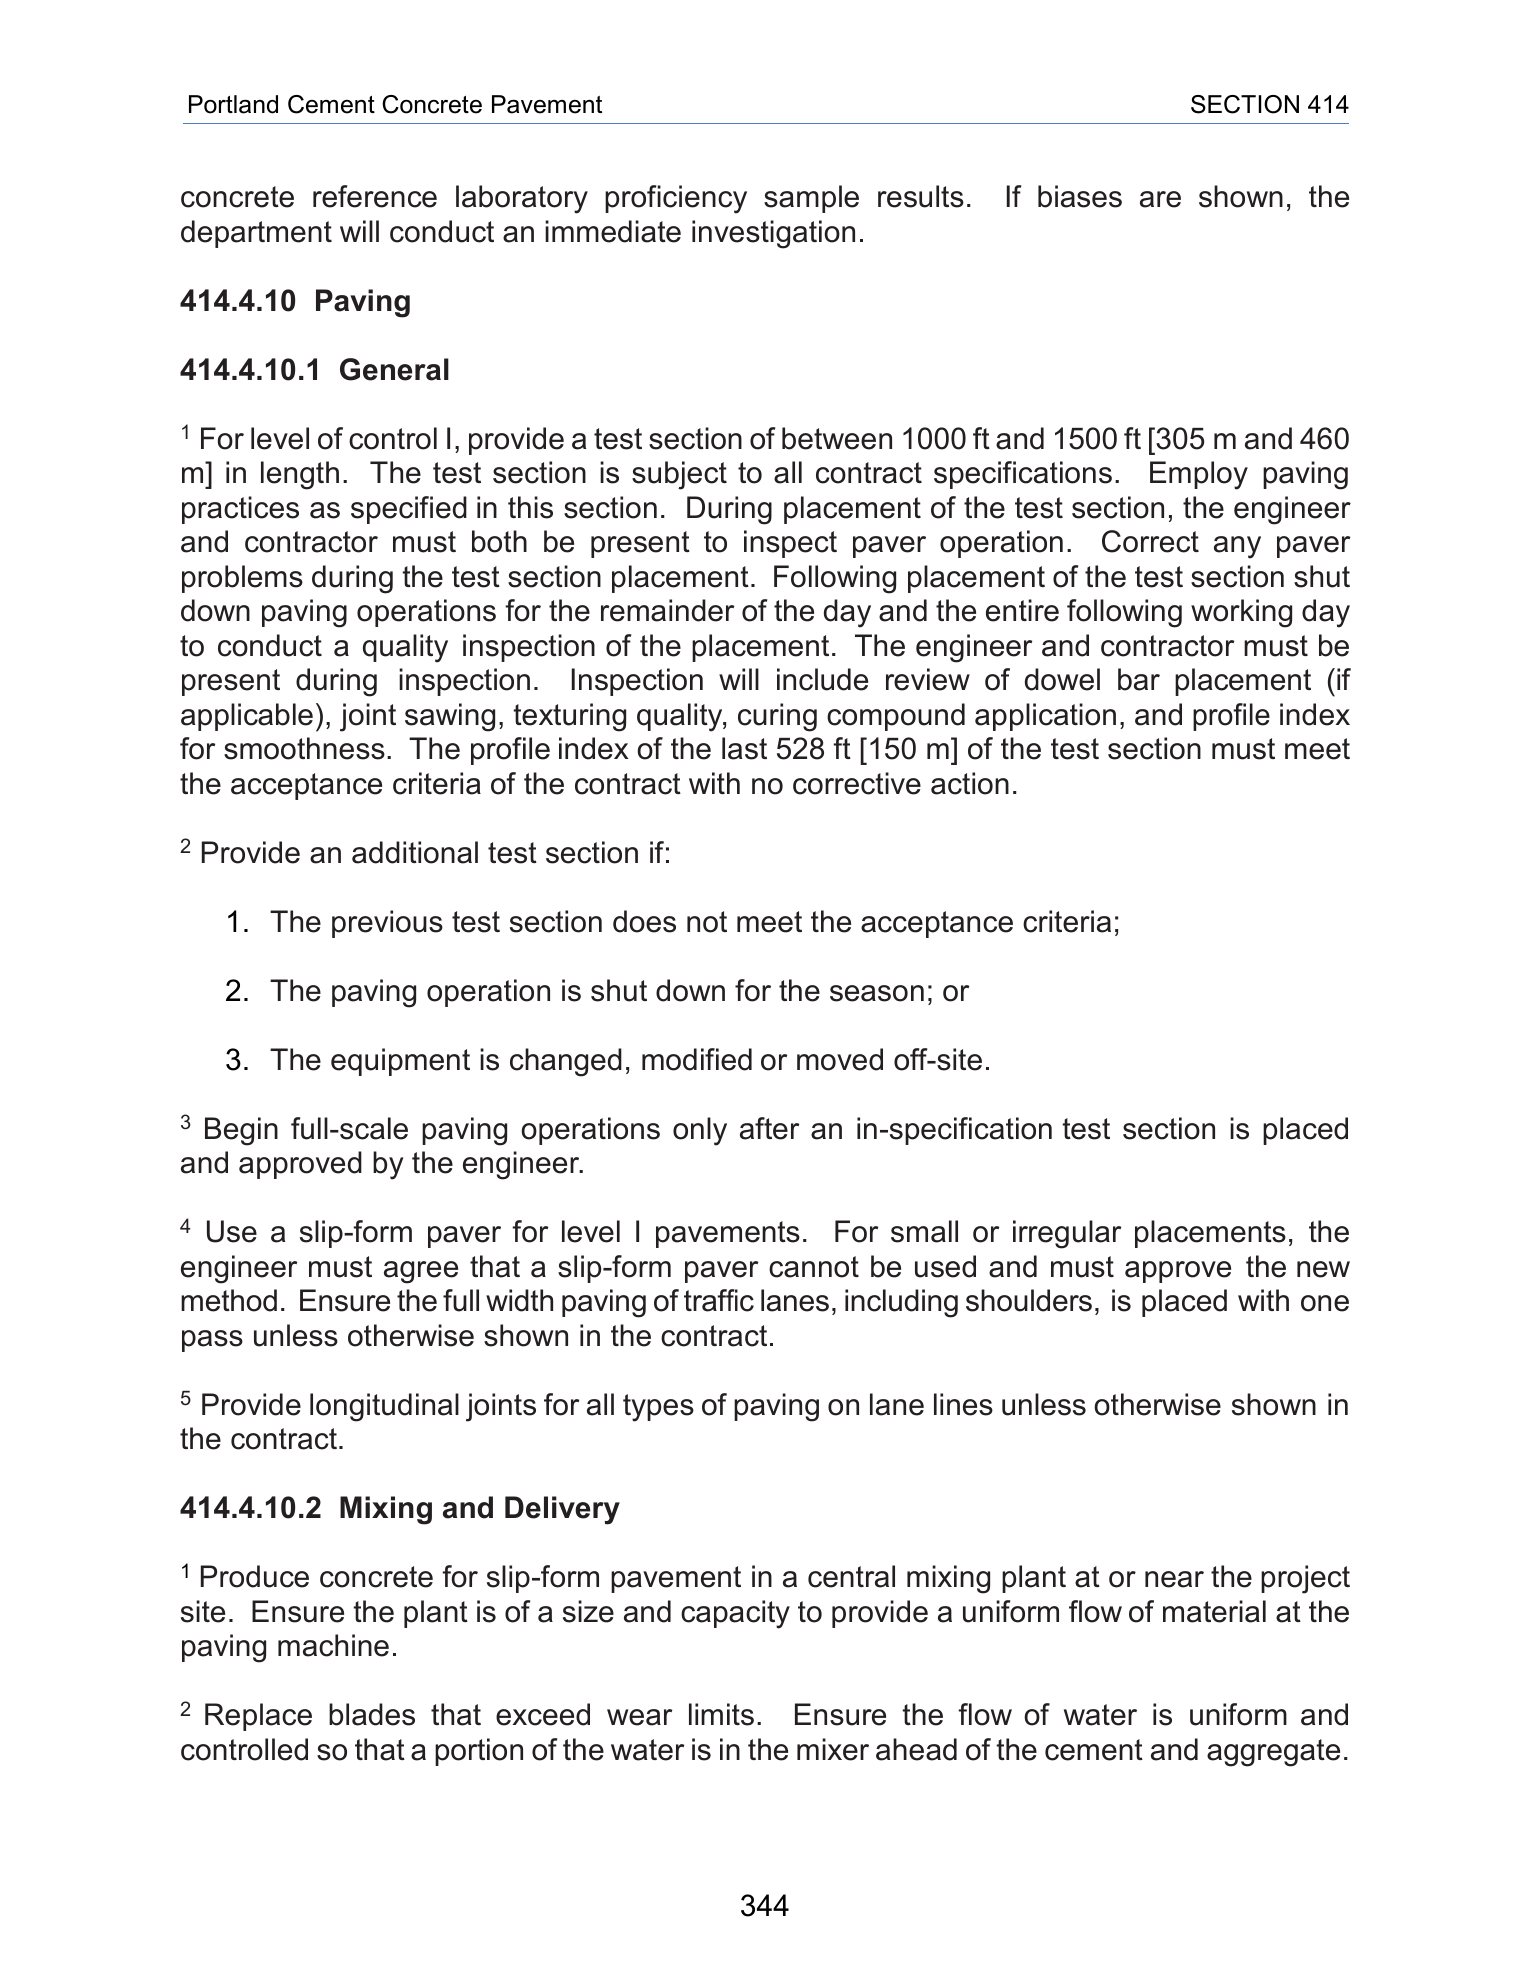 Portland Cement Concrete Pavement SECTION 414
concrete reference laboratory proficiency sample results.  If biases are shown, the
department will conduct an immediate investigation.
414.4.10  Paving
414.4.10.1  General
1 For level of control I, provide a test section of between 1000 ft and 1500 ft [305 m and 460
m] in length.  The test section is subject to all contract specifications.  Employ paving
practices as specified in this section.  During placement of the test section, the engineer
and contractor must both be present to inspect paver operation.  Correct any paver
problems during the test section placement.  Following placement of the test section shut
down paving operations for the remainder of the day and the entire following working day
to conduct a quality inspection of the placement.  The engineer and contractor must be
present during inspection.  Inspection will include review of dowel bar placement (if
applicable), joint sawing, texturing quality, curing compound application, and profile index
for smoothness.  The profile index of the last 528 ft [150 m] of the test section must meet
the acceptance criteria of the contract with no corrective action.
2 Provide an additional test section if:
1.  The previous test section does not meet the acceptance criteria;
2.  The paving operation is shut down for the season; or
3.  The equipment is changed, modified or moved off-site.
3 Begin full-scale paving operations only after an in-specification test section is placed
and approved by the engineer.
4 Use a slip-form paver for level I pavements.  For small or irregular placements, the
engineer must agree that a slip-form paver cannot be used and must approve the new
method.  Ensure the full width paving of traffic lanes, including shoulders, is placed with one
pass unless otherwise shown in the contract.
5 Provide longitudinal joints for all types of paving on lane lines unless otherwise shown in
the contract.
414.4.10.2  Mixing and Delivery
1 Produce concrete for slip-form pavement in a central mixing plant at or near the project
site.  Ensure the plant is of a size and capacity to provide a uniform flow of material at the
paving machine.
2 Replace blades that exceed wear limits.  Ensure the flow of water is uniform and
controlled so that a portion of the water is in the mixer ahead of the cement and aggregate.
344